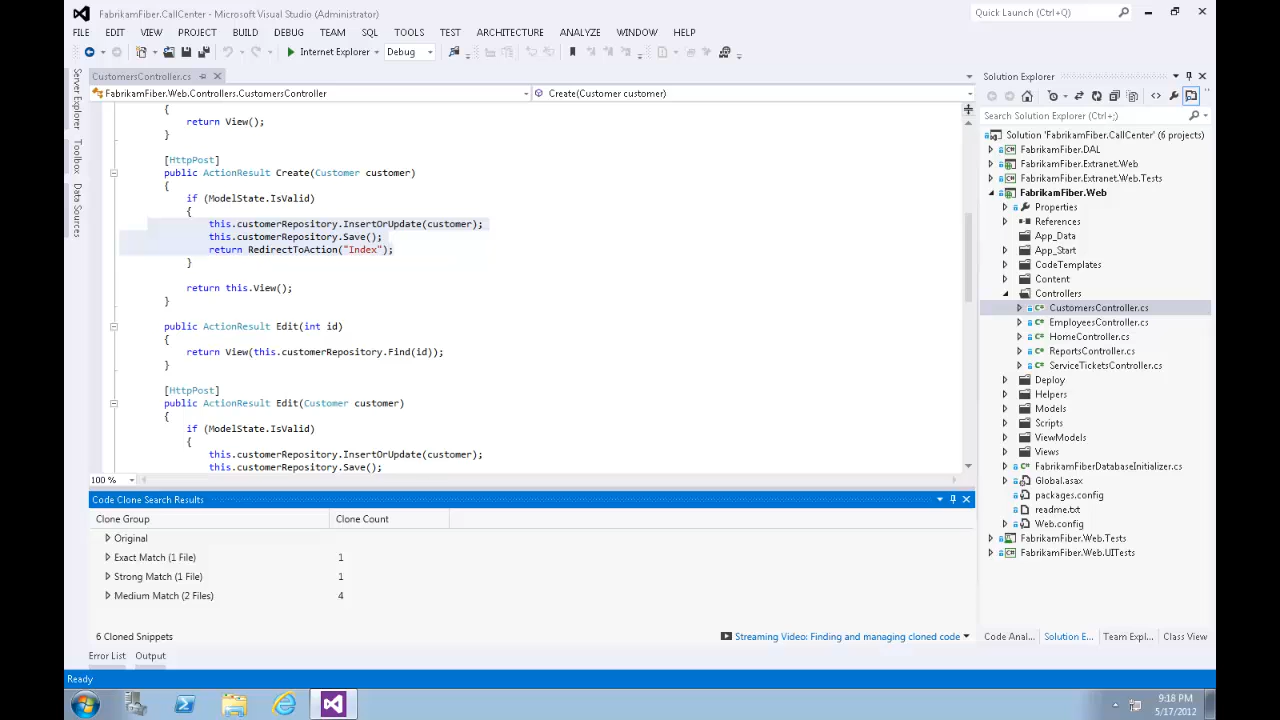 FabrikamFiber.CallCenter - Microsoft Visual Studio (Administrator)
Quick Launch (Ctrl+Q)
FILE EDIT VIEW PROJECT BUILD DEBUG TEAM SQL TOOLS TEST ARCHITECTURE ANALYZE WINDOW HELP
Internet Explorer Debug
Server Explorer
Toolbox
Data Sources
CustomersController.cs
FabrikamFiber.Web.Controllers.CustomersController
Create(Customer customer)
{
return View();
}
[HttpPost]
public ActionResult Create(Customer customer)
{
if (ModelState.IsValid)
{
this.customerRepository.InsertOrUpdate(customer);
this.customerRepository.Save();
return RedirectToAction("Index");
}
return this.View();
}
public ActionResult Edit(int id)
{
return View(this.customerRepository.Find(id));
}
[HttpPost]
public ActionResult Edit(Customer customer)
{
if (ModelState.IsValid)
{
this.customerRepository.InsertOrUpdate(customer);
this.customerRepository.Save();
100 %
Code Clone Search Results
Clone Group Clone Count
Original
Exact Match (1 File) 1
Strong Match (1 File) 1
Medium Match (2 Files) 4
6 Cloned Snippets
Streaming Video: Finding and managing cloned code
Error List Output
Solution Explorer
Search Solution Explorer (Ctrl+;)
Solution 'FabrikamFiber.CallCenter' (6 projects)
FabrikamFiber.DAL
FabrikamFiber.Extranet.Web
FabrikamFiber.Extranet.Web.Tests
FabrikamFiber.Web
Properties
References
App_Data
App_Start
CodeTemplates
Content
Controllers
CustomersController.cs
EmployeesController.cs
HomeController.cs
ReportsController.cs
ServiceTicketsController.cs
Deploy
Helpers
Models
Scripts
ViewModels
Views
FabrikamFiberDatabaseInitializer.cs
Global.asax
packages.config
readme.txt
Web.config
FabrikamFiber.Web.Tests
FabrikamFiber.Web.UITests
Code Anal... Solution E... Team Expl... Class View
Ready
9:18 PM
5/17/2012